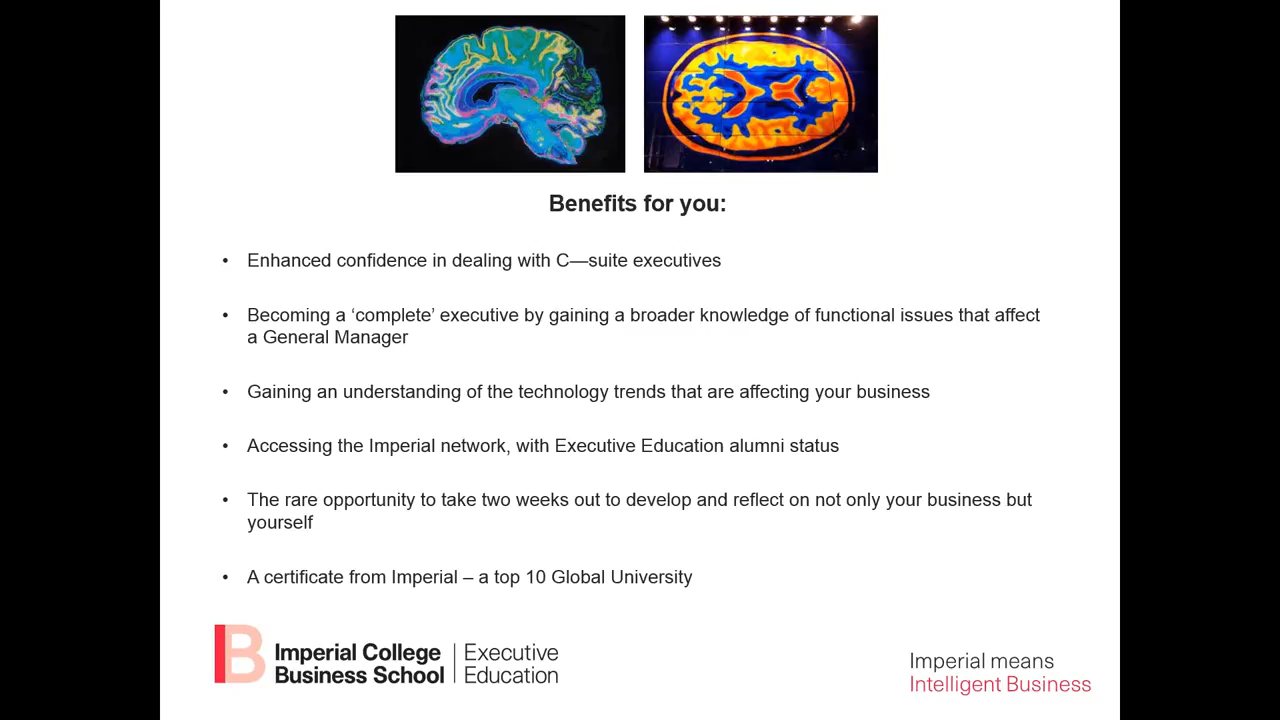 Benefits for you:
• Enhanced confidence in dealing with C—suite executives
• Becoming a ‘complete’ executive by gaining a broader knowledge of functional issues that affect
a General Manager
• Gaining an understanding of the technology trends that are affecting your business
• Accessing the Imperial network, with Executive Education alumni status
• The rare opportunity to take two weeks out to develop and reflect on not only your business but
yourself
• A certificate from Imperial – a top 10 Global University
IB
Imperial College
Business School
Executive
Education
Imperial means
Intelligent Business